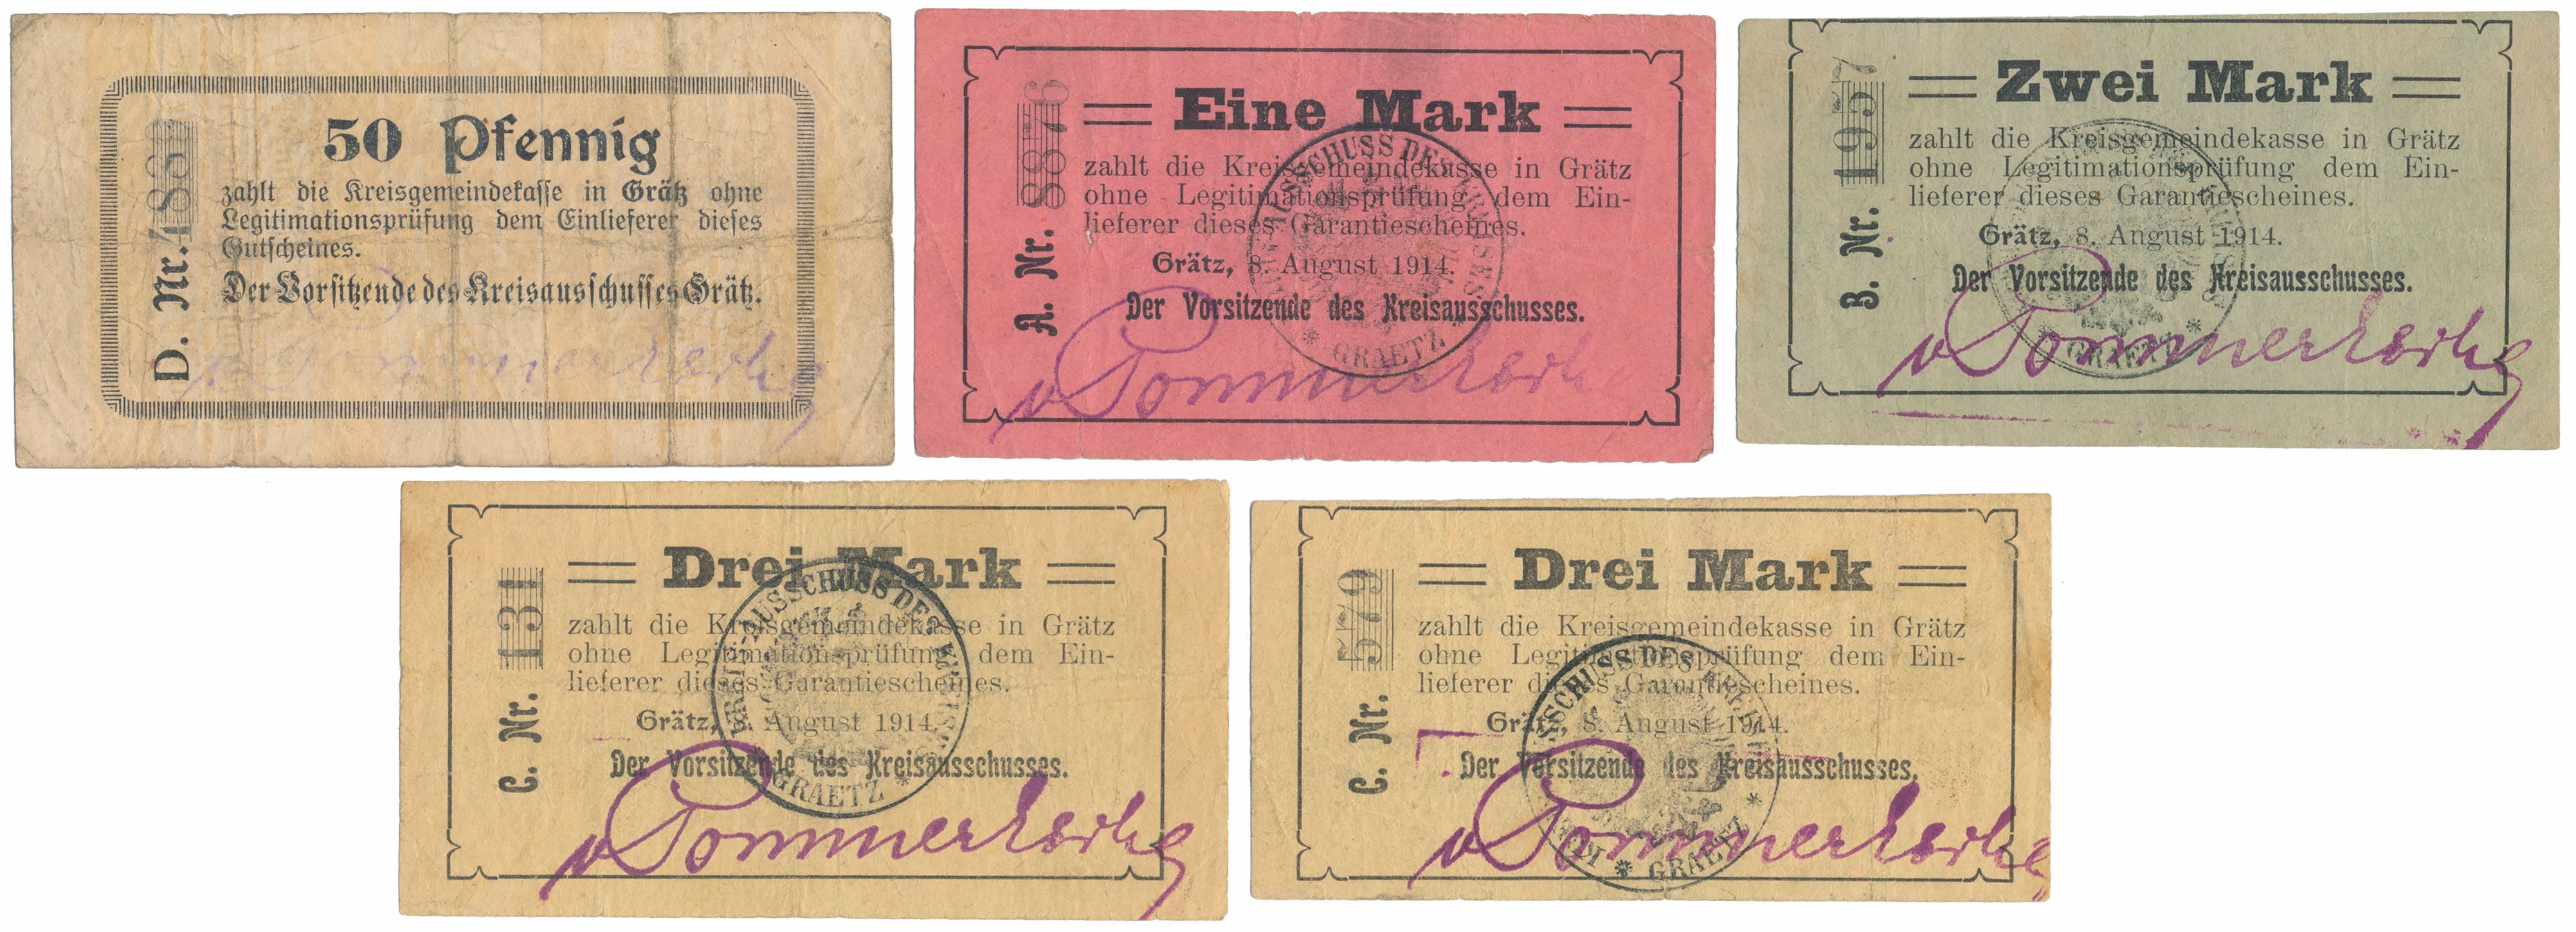 50 Pfennig
zahlt die Kreisgemeindekasse in Grätz ohne
Legitimationsprüfung dem Einlieferer dieses
Gutscheines.
Der Vorsitzende des Kreisausschusses Grätz.
D. Nr.
v Pommeresche
Eine Mark
zahlt die Kreisgemeindekasse in Grätz
ohne Legitimationsprüfung dem Ein-
lieferer dieses Garantiescheines.
Grätz, 8. August 1914.
Der Vorsitzende des Kreisausschusses.
A. Nr. 8876
GRAETZ
Zwei Mark
zahlt die Kreisgemeindekasse in Grätz
ohne Legitimationsprüfung dem Ein-
lieferer dieses Garantiescheines.
Grätz, 8. August 1914.
Der Vorsitzende des Kreisausschusses.
B. Nr. 1957
GRAETZ
Drei Mark
zahlt die Kreisgemeindekasse in Grätz
ohne Legitimationsprüfung dem Ein-
lieferer dieses Garantiescheines.
Grätz, 8. August 1914.
Der Vorsitzende des Kreisausschusses.
C. Nr. 131
GRAETZ
Drei Mark
zahlt die Kreisgemeindekasse in Grätz
ohne Legitimationsprüfung dem Ein-
lieferer dieses Garantiescheines.
Grätz, 8. August 1914.
Der Vorsitzende des Kreisausschusses.
C. Nr. 579
GRAETZ